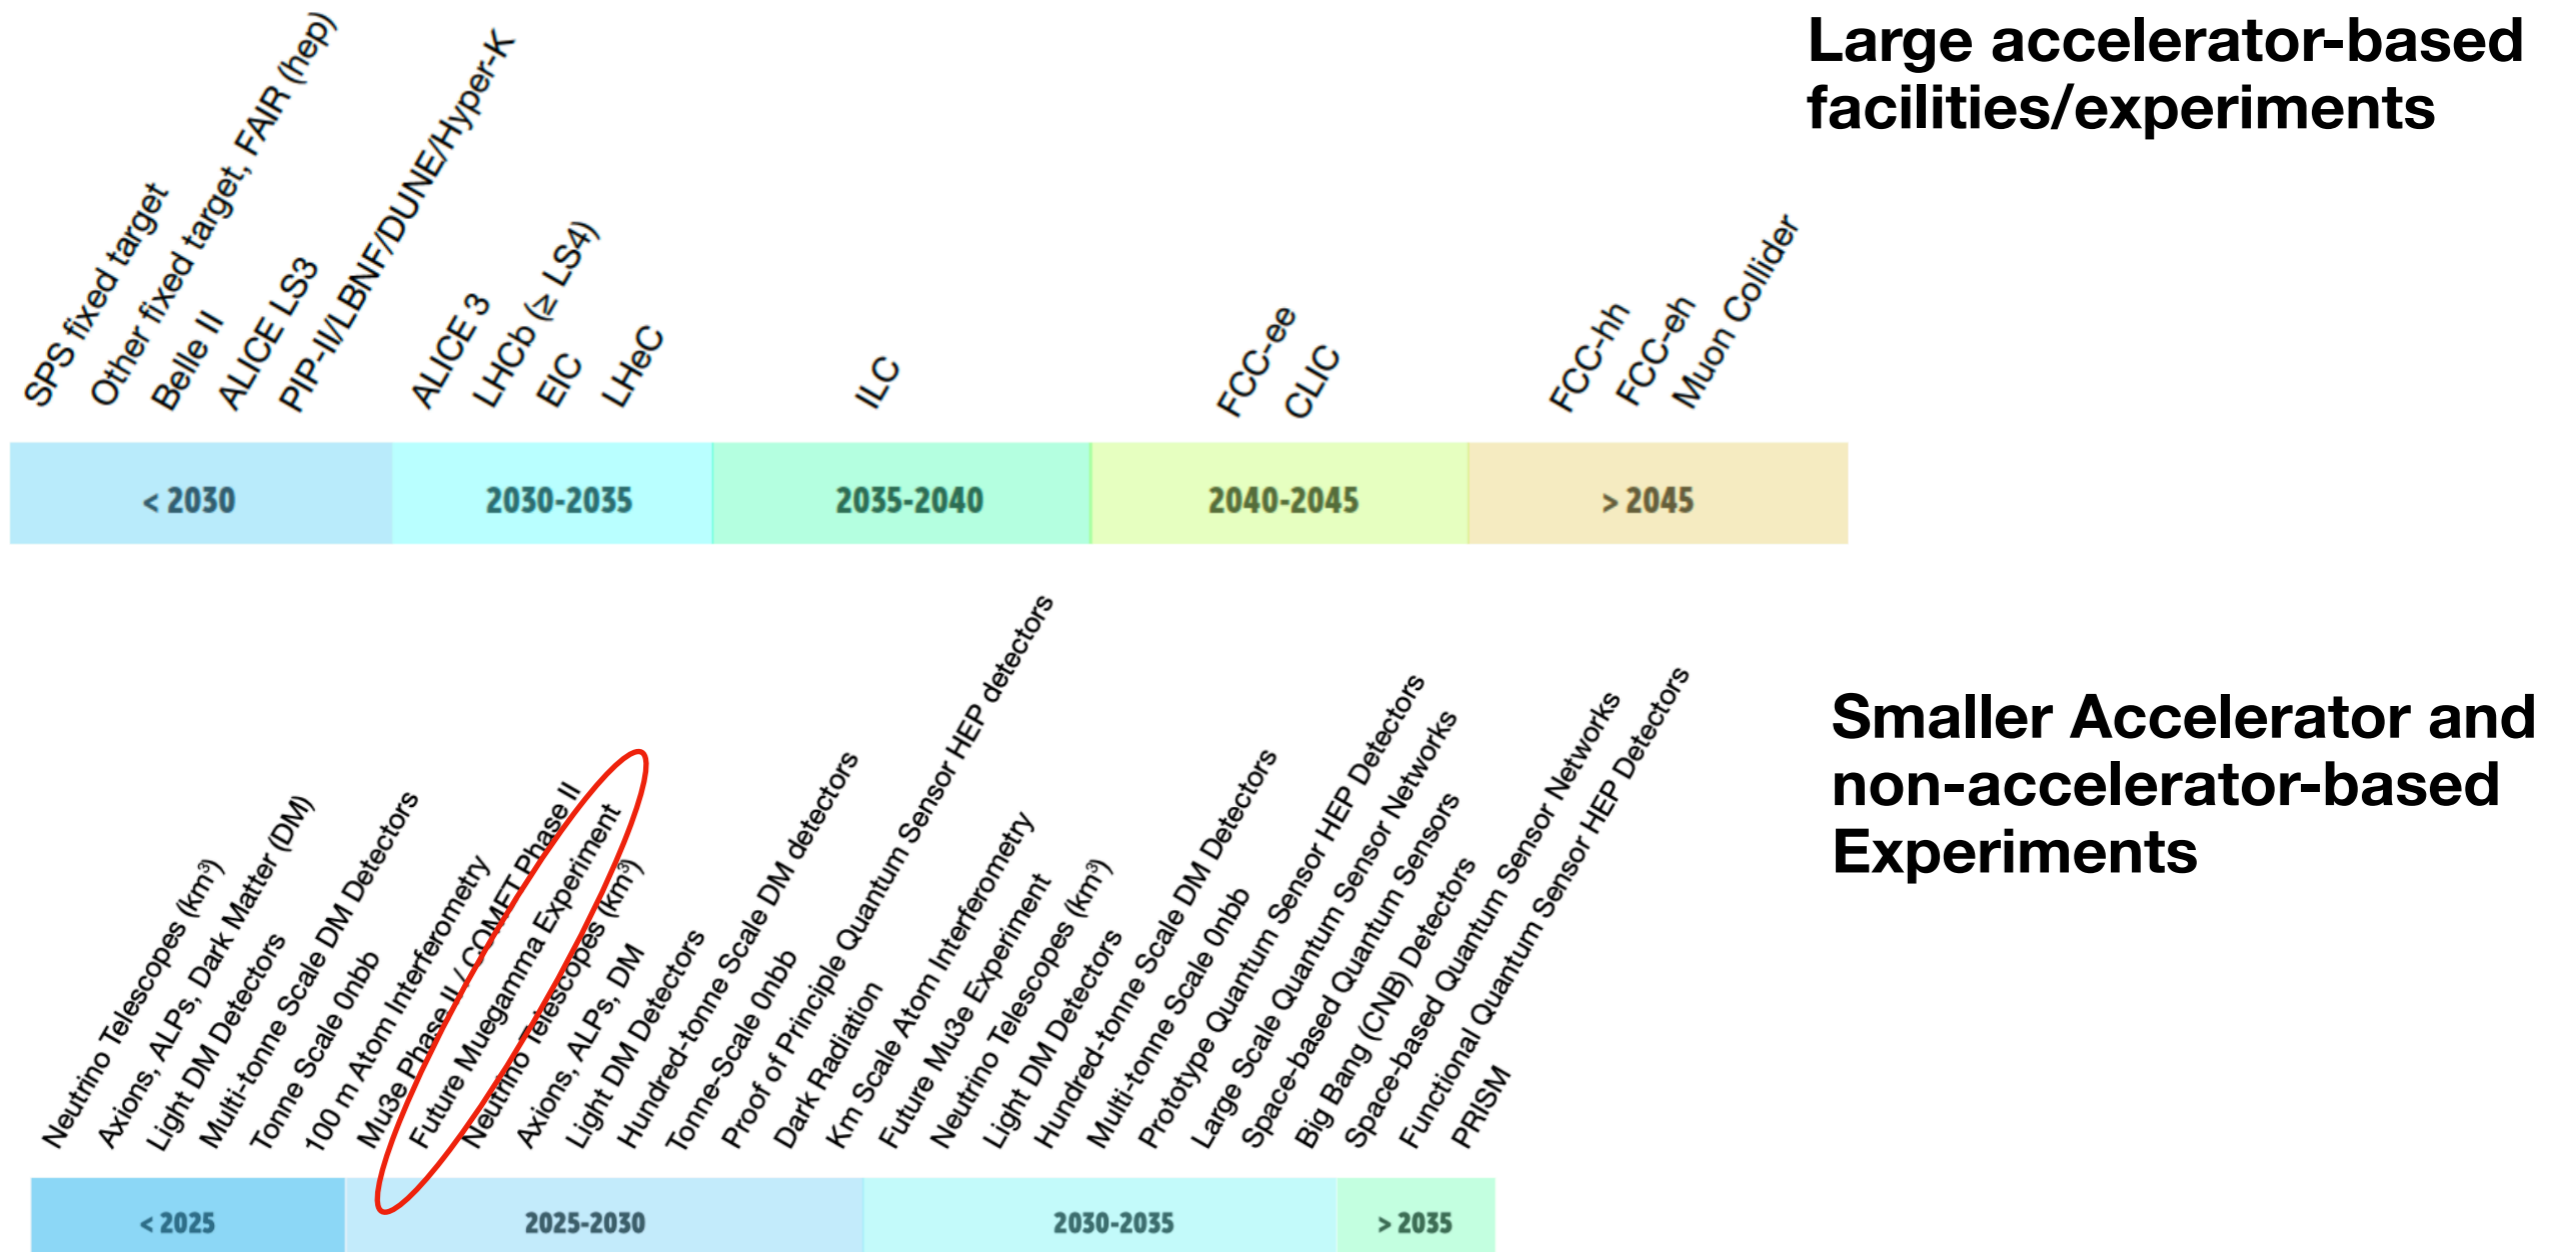 Large accelerator-based
facilities/experiments
SPS fixed target
Other fixed target, FAIR (hep)
Belle II
ALICE LS3
PIP-II/LBNF/DUNE/Hyper-K
ALICE 3
LHCb (≥ LS4)
EIC
LHeC
ILC
FCC-ee
CLIC
FCC-hh
FCC-eh
Muon Collider
< 2030
2030-2035
2035-2040
2040-2045
> 2045
Smaller Accelerator and
non-accelerator-based
Experiments
Neutrino Telescopes (km³)
Axions, ALPs, Dark Matter (DM)
Light DM Detectors
Multi-tonne Scale DM Detectors
Tonne Scale 0nbb
100 m Atom Interferometry
Mu3e Phase II / COMET Phase II
Future Muegamma Experiment
Neutrino Telescopes (km³)
Axions, ALPs, DM
Light DM Detectors
Hundred-tonne Scale DM detectors
Tonne-Scale 0nbb
Proof of Principle Quantum Sensor HEP detectors
Dark Radiation
Km Scale Atom Interferometry
Future Mu3e Experiment
Neutrino Telescopes (km³)
Light DM Detectors
Hundred-tonne Scale DM Detectors
Multi-tonne Scale 0nbb
Prototype Quantum Sensor HEP Detectors
Large Scale Quantum Sensor Networks
Space-based Quantum Sensors
Big Bang (CNB) Detectors
Space-based Quantum Sensor Networks
Functional Quantum Sensor HEP Detectors
PRISM
< 2025
2025-2030
2030-2035
> 2035